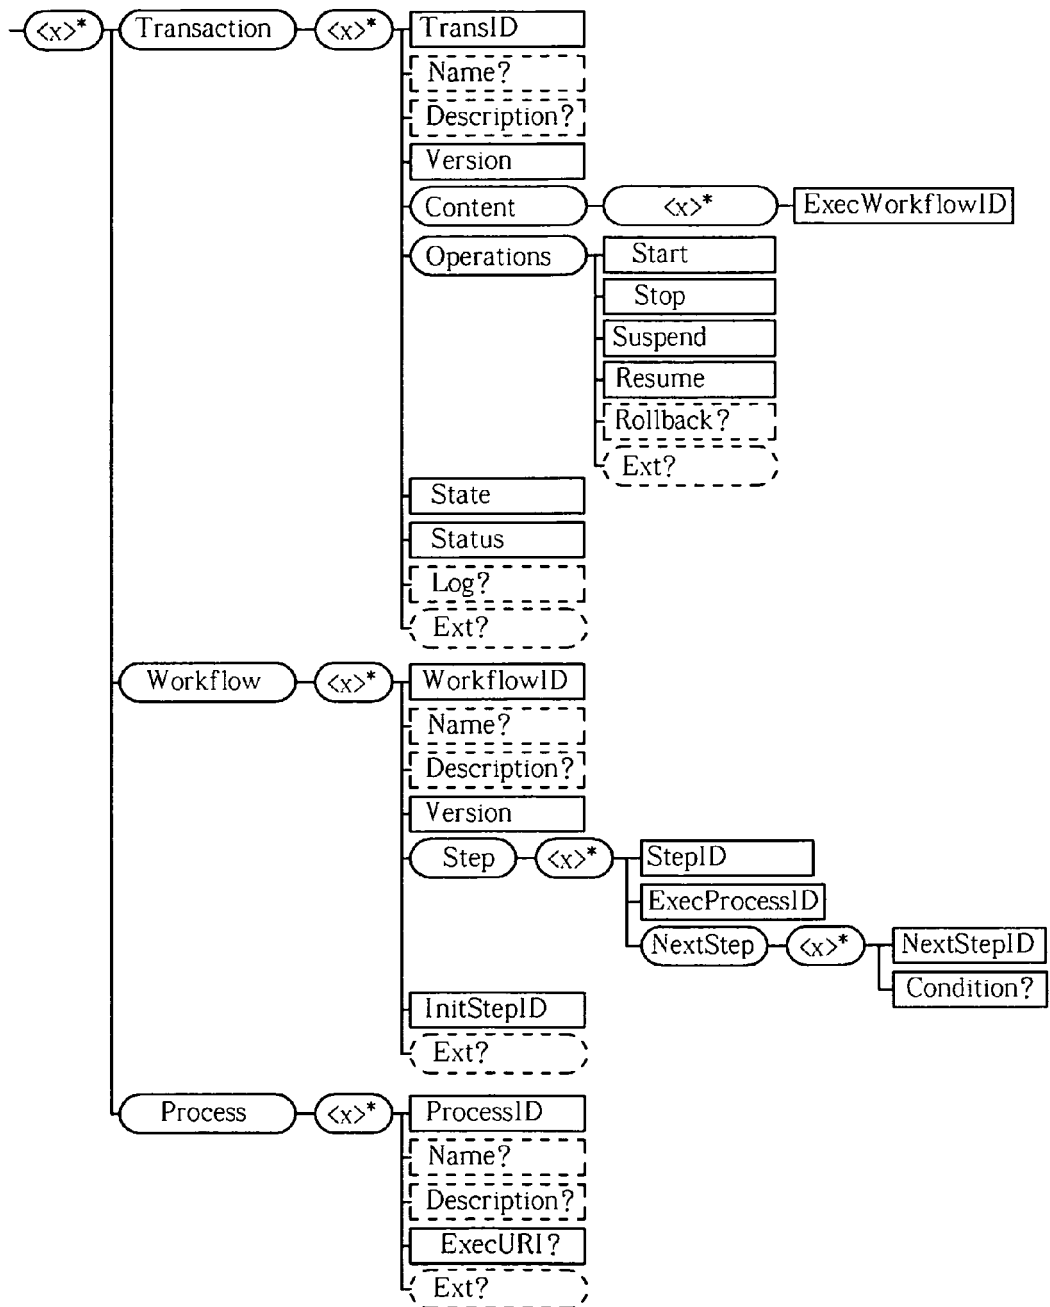 <x>* Transaction <x>* TransID
Name?
Description?
Version
Content <x>* ExecWorkflowID
Operations Start
Stop
Suspend
Resume
Rollback?
Ext?
State
Status
Log?
Ext?
Workflow <x>* WorkflowID
Name?
Description?
Version
Step <x>* StepID
ExecProcessID
NextStep <x>* NextStepID
Condition?
InitStepID
Ext?
Process <x>* ProcessID
Name?
Description?
ExecURI?
Ext?